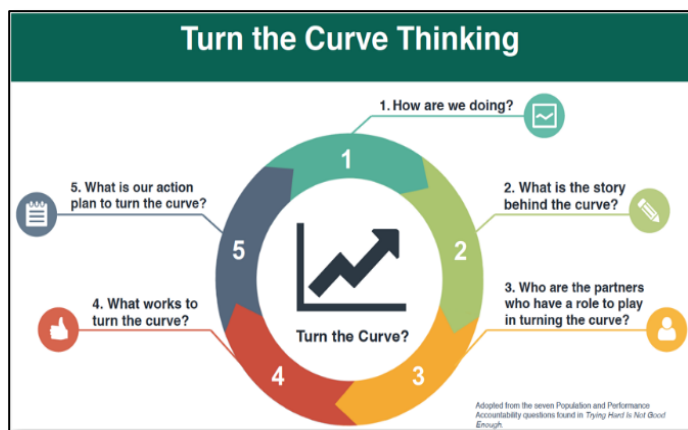 Turn the Curve Thinking
1. How are we doing?
1
2. What is the story
behind the curve?
2
3. Who are the partners
who have a role to play
in turning the curve?
3
4. What works to
turn the curve?
4
5. What is our action
plan to turn the curve?
5
Turn the Curve?
Adopted from the seven Population and Performance
Accountability questions found in Trying Hard is Not Good
Enough.